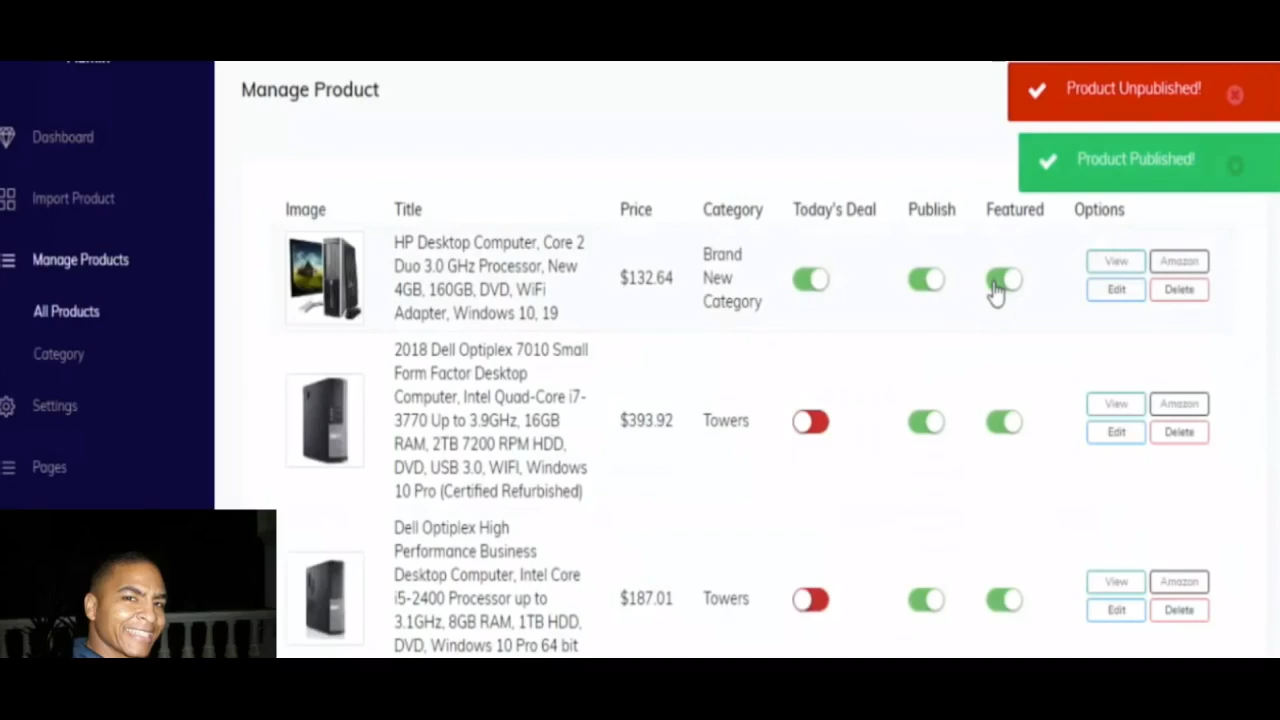 Manage Product
Product Unpublished!
Product Published!
Dashboard
Import Product
Manage Products
All Products
Category
Settings
Pages
Image Title Price Category Today's Deal Publish Featured Options
HP Desktop Computer, Core 2
Duo 3.0 GHz Processor, New
4GB, 160GB, DVD, WiFi
Adapter, Windows 10, 19
$132.64
Brand
New
Category
View Amazon
Edit Delete
2018 Dell Optiplex 7010 Small
Form Factor Desktop
Computer, Intel Quad-Core i7-
3770 Up to 3.9GHz, 16GB
RAM, 2TB 7200 RPM HDD,
DVD, USB 3.0, WIFI, Windows
10 Pro (Certified Refurbished)
$393.92
Towers
View Amazon
Edit Delete
Dell Optiplex High
Performance Business
Desktop Computer, Intel Core
i5-2400 Processor up to
3.1GHz, 8GB RAM, 1TB HDD,
DVD, Windows 10 Pro 64 bit
$187.01
Towers
View Amazon
Edit Delete